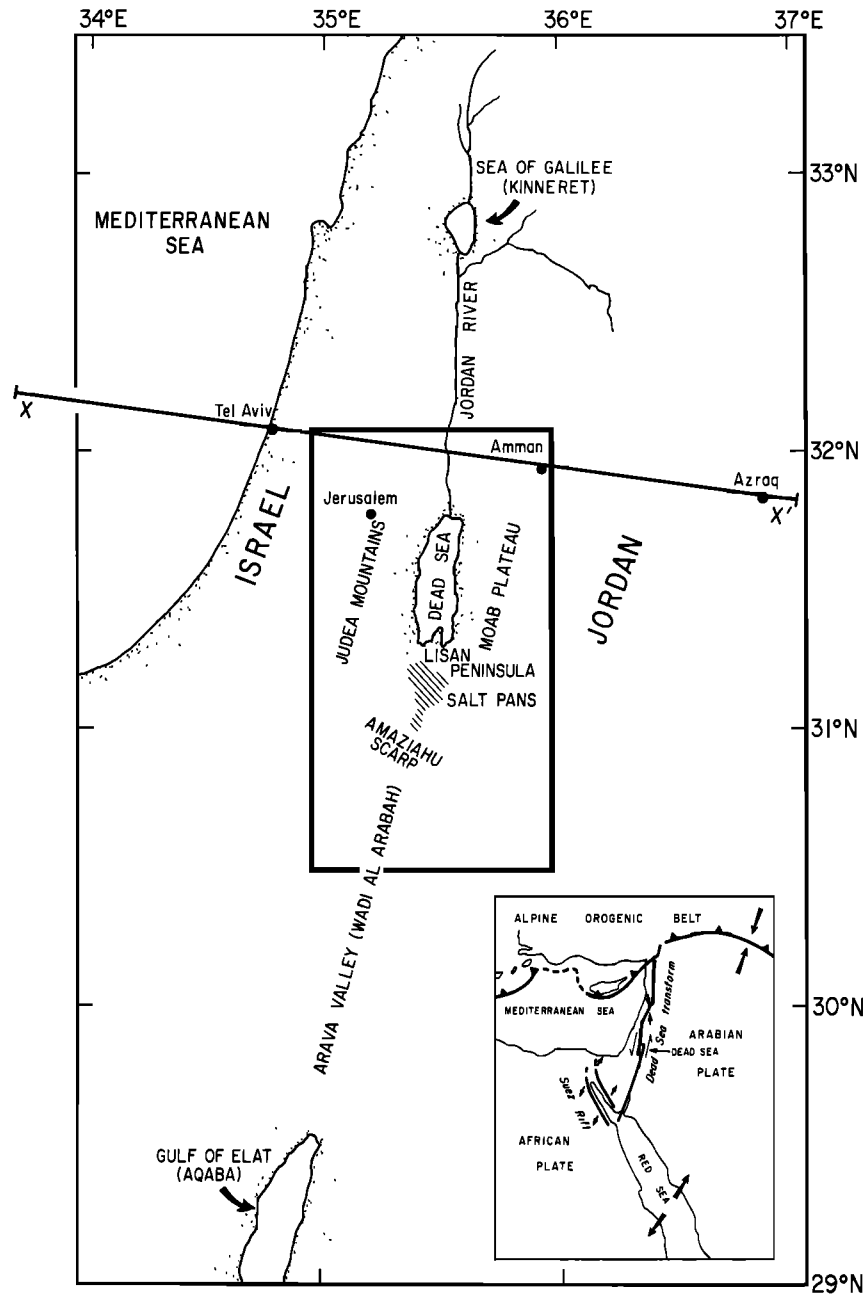 34°E
35°E
36°E
37°E
33°N
32°N
31°N
30°N
29°N
SEA OF GALILEE
(KINNERET)
MEDITERRANEAN
SEA
JORDAN RIVER
X
Tel Aviv
Amman
Azraq
X'
Jerusalem
ISRAEL
JUDEA MOUNTAINS
DEAD SEA
MOAB PLATEAU
JORDAN
LISAN
PENINSULA
SALT PANS
AMAZIAHU
SCARP
ARAVA VALLEY (WADI AL ARABAH)
GULF OF ELAT
(AQABA)
ALPINE OROGENIC BELT
MEDITERRANEAN SEA
Dead Sea transform
ARABIAN
PLATE
DEAD SEA
Suez Rift
AFRICAN
PLATE
RED SEA